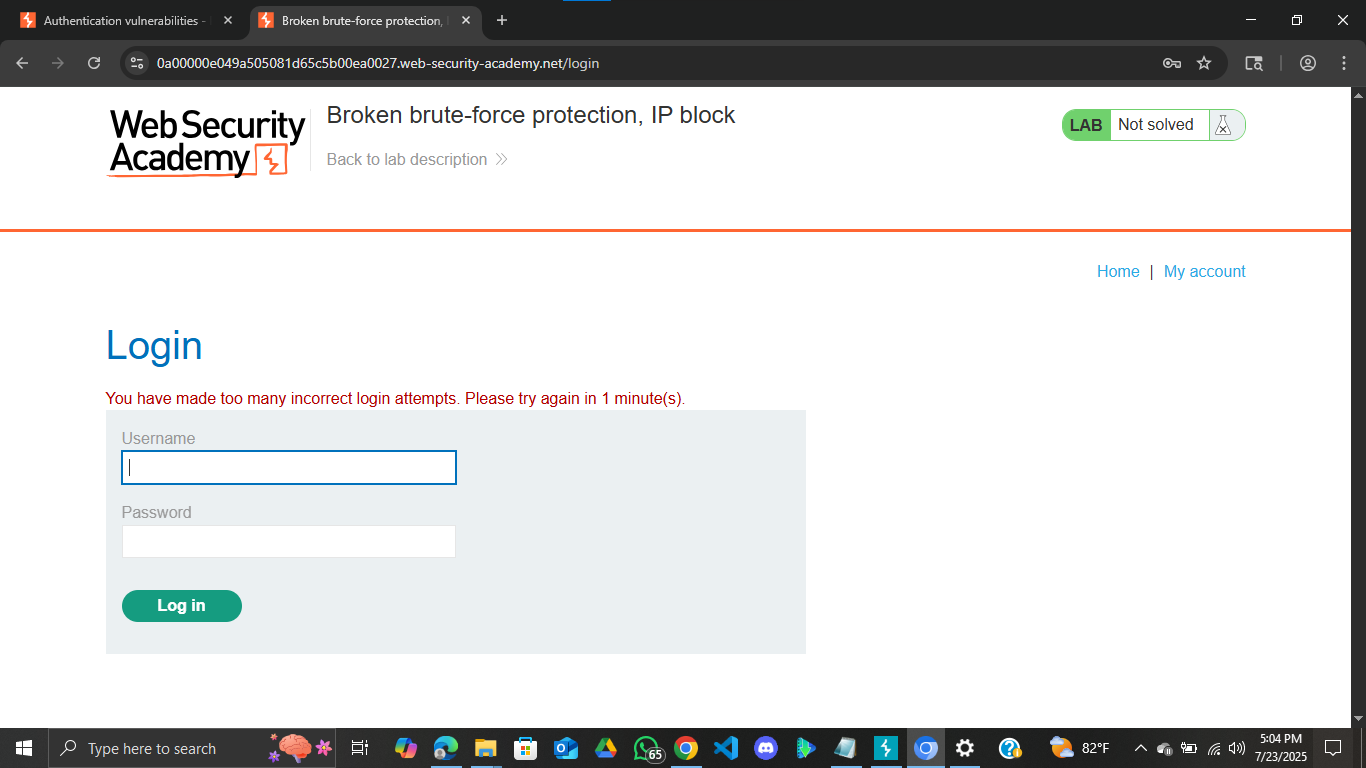 Authentication vulnerabilities -
Broken brute-force protection,
0a00000e049a505081d65c5b00ea0027.web-security-academy.net/login
Web Security
Academy
Broken brute-force protection, IP block
Back to lab description
LAB Not solved
Home | My account
Login
You have made too many incorrect login attempts. Please try again in 1 minute(s).
Username
Password
Log in
Type here to search
65
82°F
5:04 PM
7/23/2025